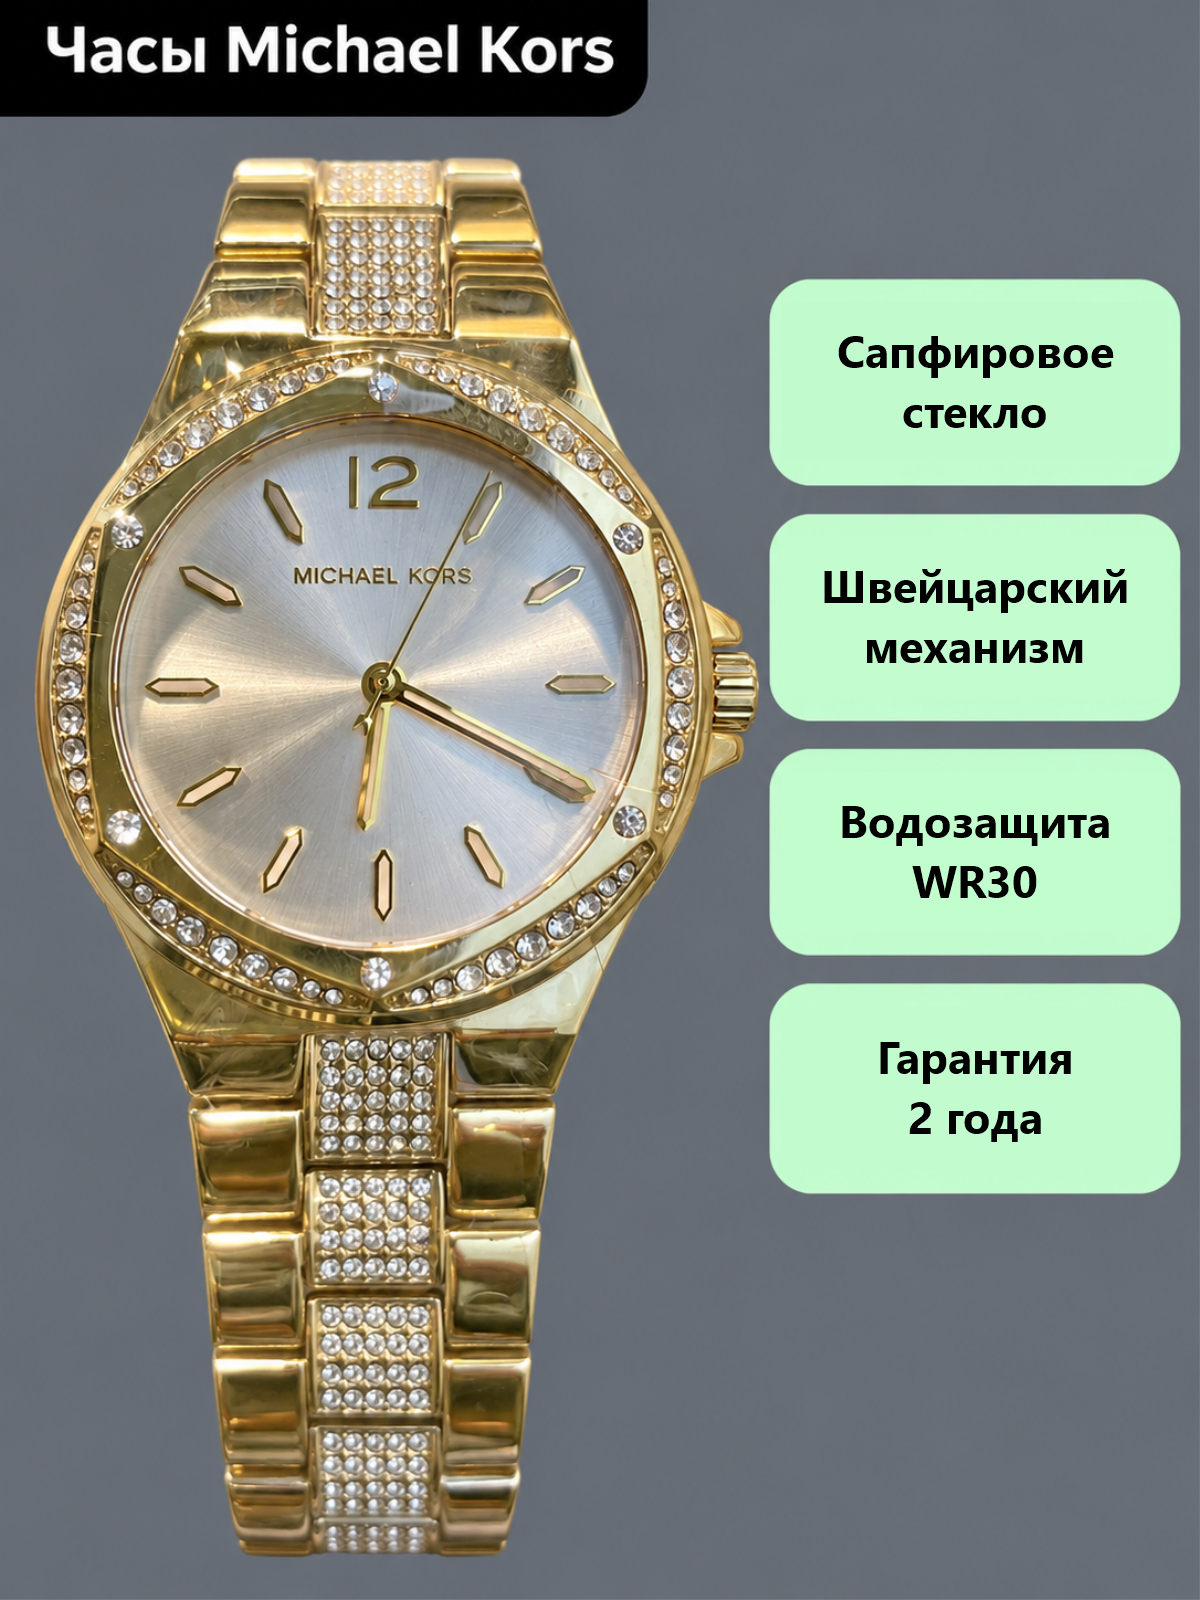 Часы Michael Kors
12
MICHAEL KORS
Сапфировое
стекло
Швейцарский
механизм
Водозащита
WR30
Гарантия
2 года